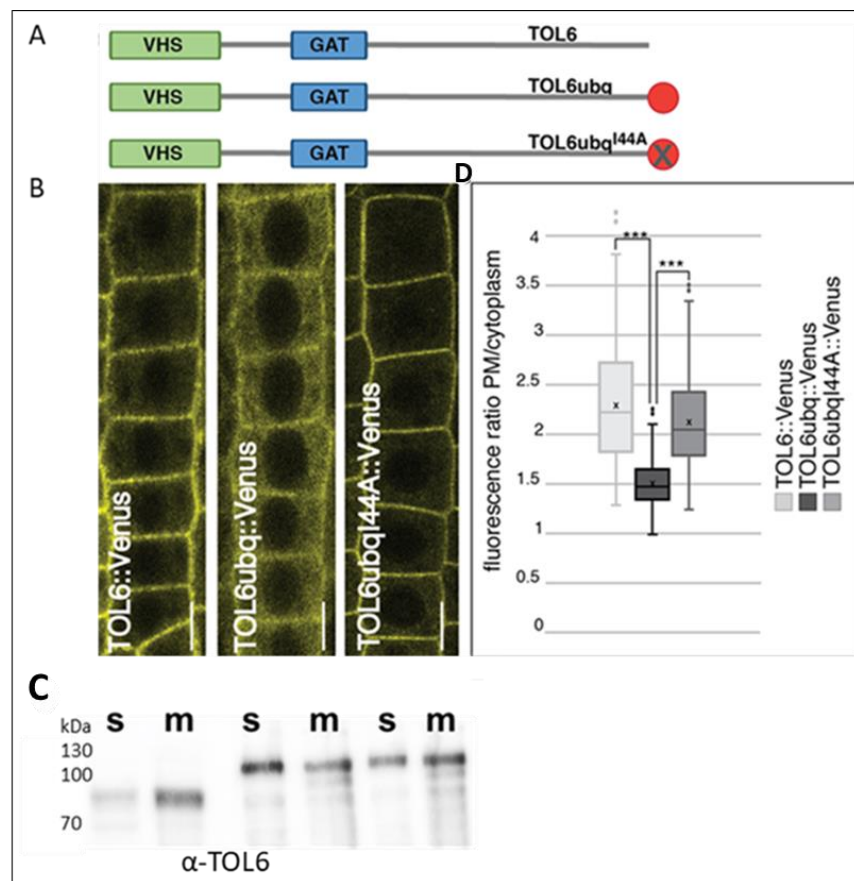 A
VHS GAT TOL6
VHS GAT TOL6ubq
VHS GAT TOL6ubqI44A
X
B
TOL6::Venus
TOL6ubq::Venus
TOL6ubqI44A::Venus
D
fluorescence ratio PM/cytoplasm
4
3.5
3
2.5
2
1.5
1
0.5
0
*** ***
x x x
TOL6::Venus
TOL6ubq::Venus
TOL6ubqI44A::Venus
C
kDa s m s m s m
130
100
70
α-TOL6